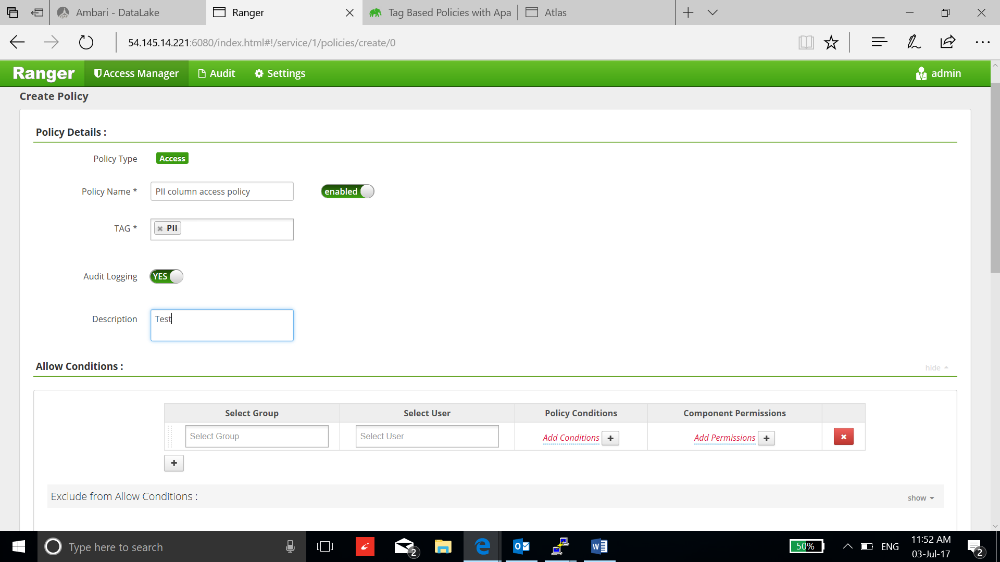 Ambari - DataLake
Ranger
Tag Based Policies with Apa
Atlas
54.145.14.221:6080/index.html#!/service/1/policies/create/0
Ranger
Access Manager
Audit
Settings
admin
Create Policy
Policy Details :
Policy Type
Access
Policy Name *
PII column access policy
enabled
TAG *
PII
Audit Logging
YES
Description
Test
Allow Conditions :
hide
Select Group
Select User
Policy Conditions
Component Permissions
Select Group
Select User
Add Conditions
Add Permissions
Exclude from Allow Conditions :
show
Type here to search
2
50%
ENG
11:52 AM
03-Jul-17
2